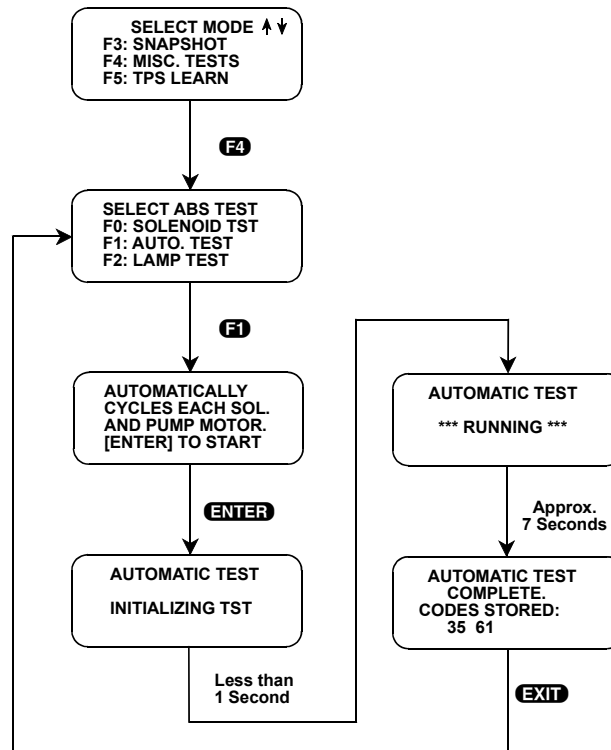 SELECT MODE
F3: SNAPSHOT
F4: MISC. TESTS
F5: TPS LEARN
F4
SELECT ABS TEST
F0: SOLENOID TST
F1: AUTO. TEST
F2: LAMP TEST
F1
AUTOMATICALLY
CYCLES EACH SOL.
AND PUMP MOTOR.
[ENTER] TO START
ENTER
AUTOMATIC TEST
INITIALIZING TST
Less than
1 Second
AUTOMATIC TEST
*** RUNNING ***
Approx.
7 Seconds
AUTOMATIC TEST
COMPLETE.
CODES STORED:
35 61
EXIT